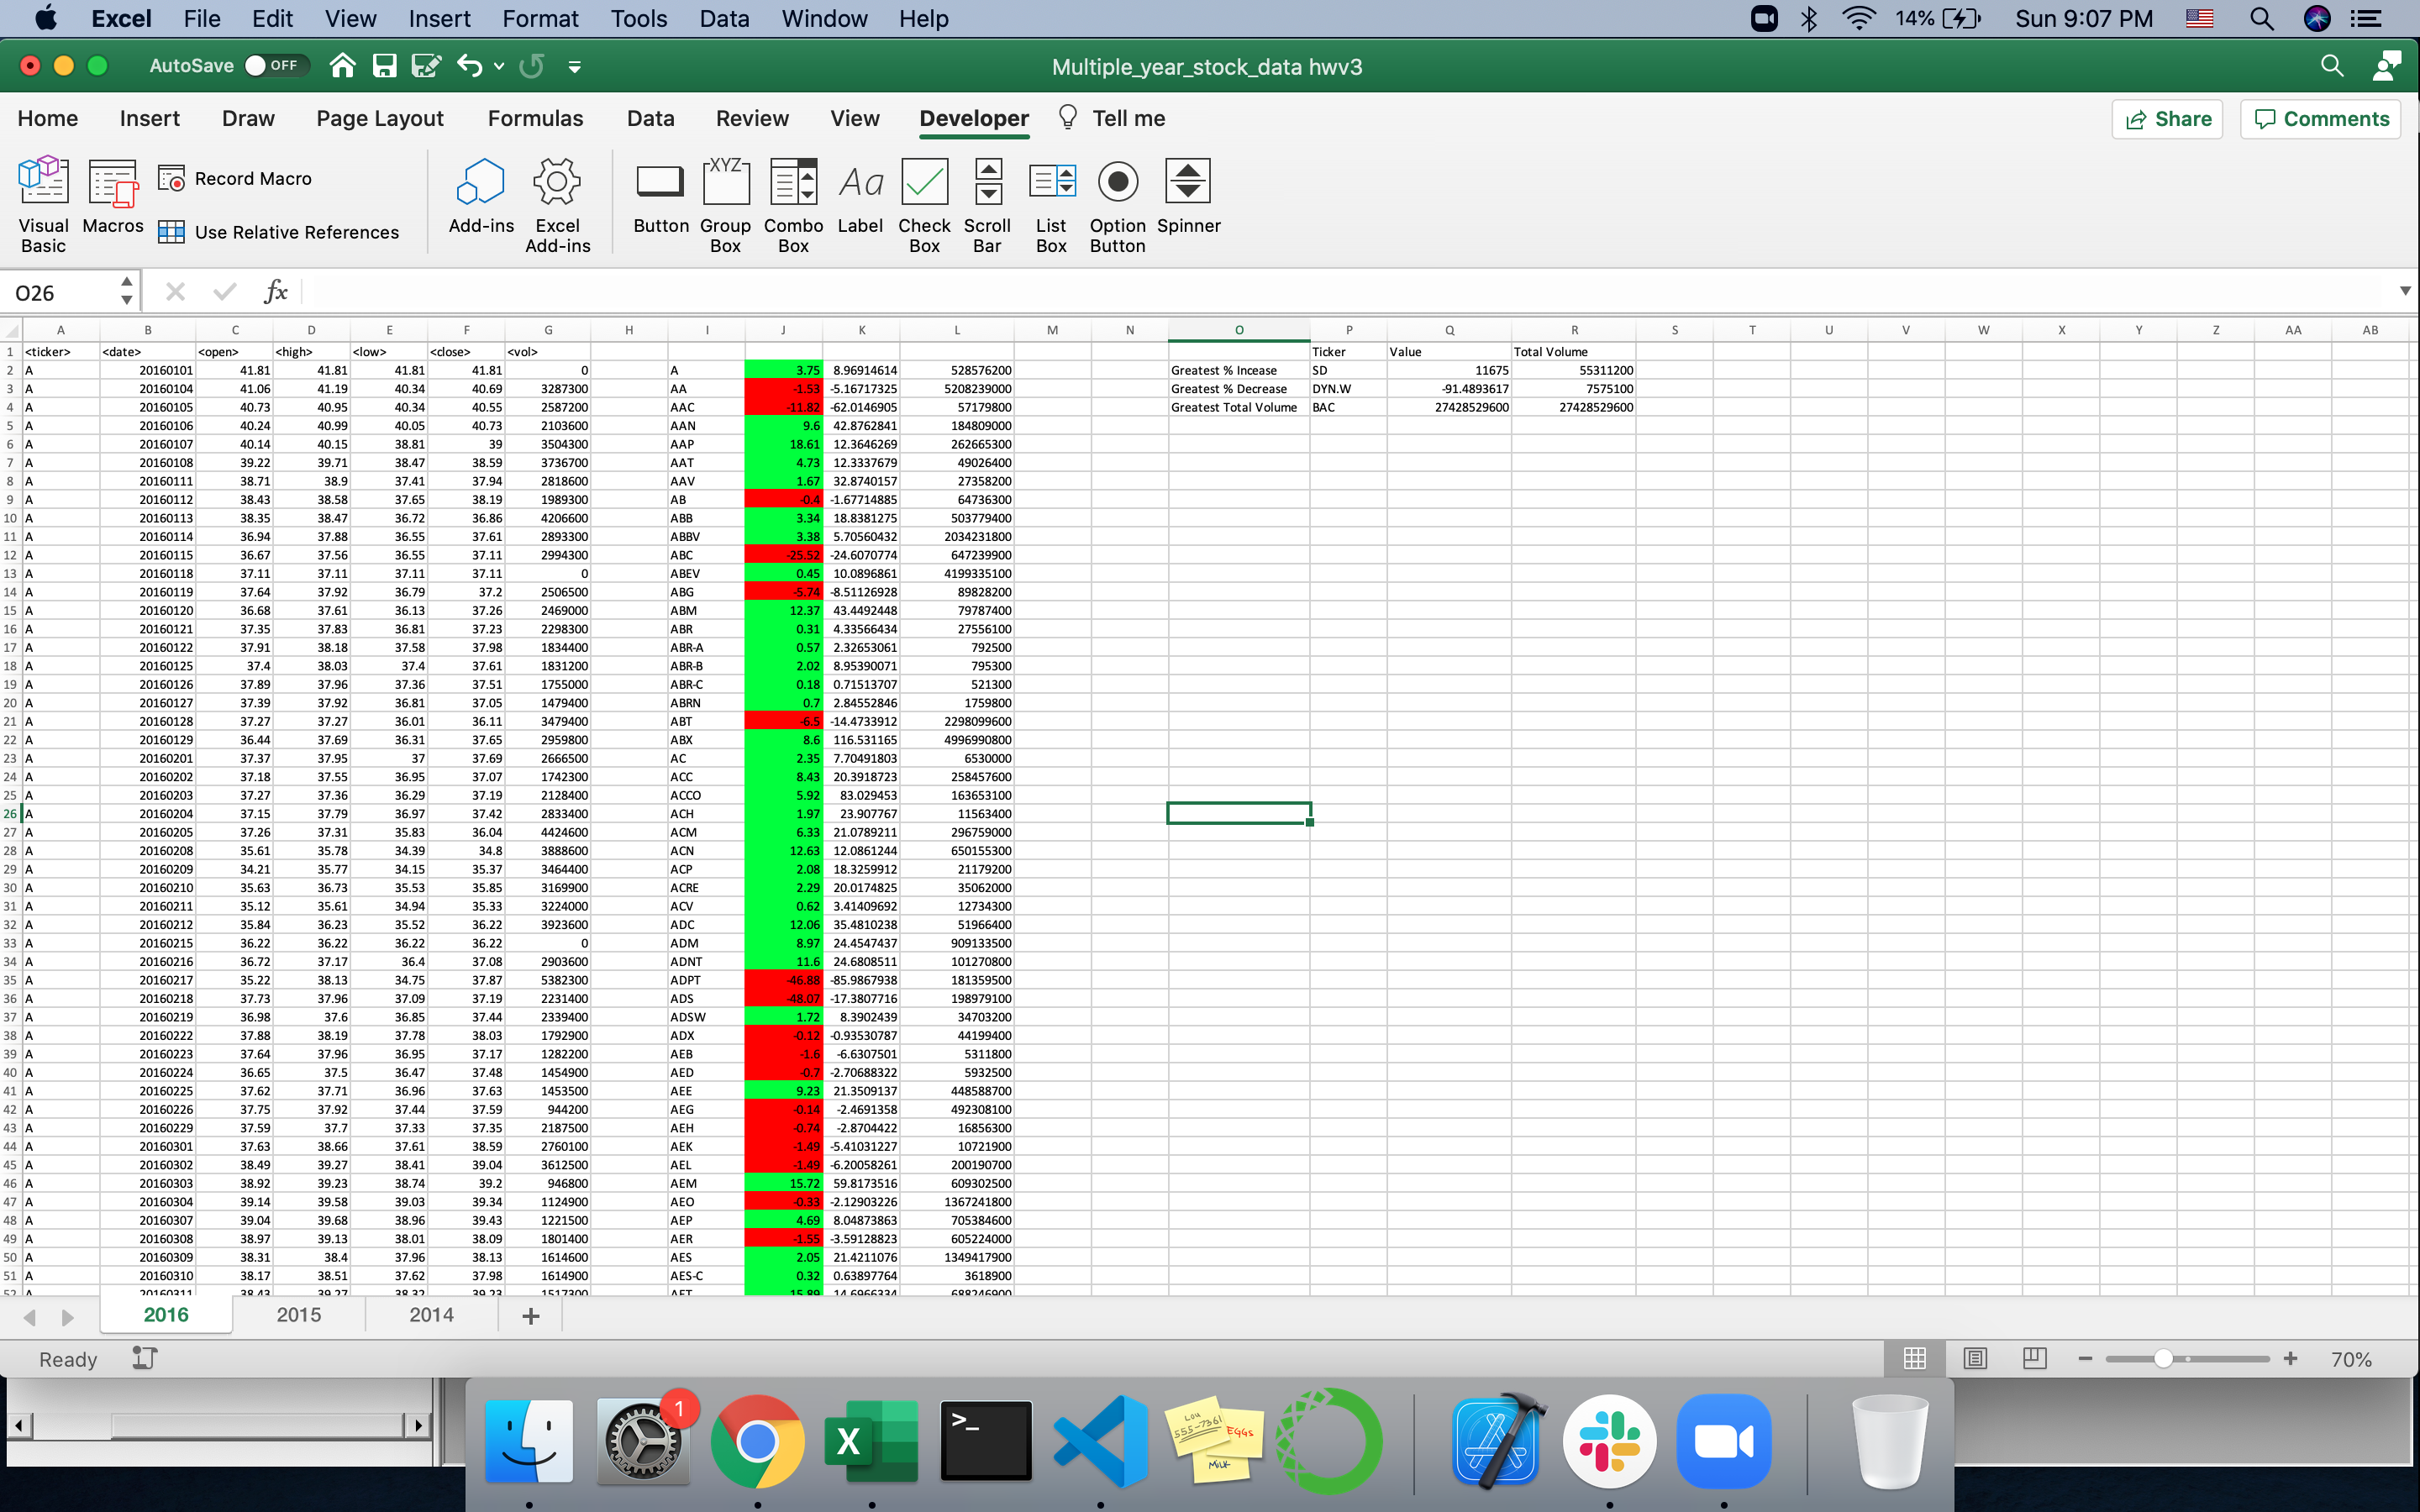 Excel File Edit View Insert Format Tools Data Window Help 14% Sun 9:07 PM
AutoSave OFF Multiple_year_stock_data hwv3
Home Insert Draw Page Layout Formulas Data Review View Developer Tell me Share Comments
Visual Basic Macros Record Macro Use Relative References Add-ins Excel Add-ins XYZ Aa Button Group Box Combo Box Label Check Box Scroll Bar List Box Option Button Spinner
O26 fx
A B C D E F G H I J K L M N O P Q R S T U V W X Y Z AA AB
1 <ticker> <date> <open> <high> <low> <close> <vol> Ticker Value Total Volume
2 A 20160101 41.81 41.81 41.81 41.81 0 A 3.75 8.96914614 528576200 Greatest % Incease SD 11675 55311200
3 A 20160104 41.06 41.19 40.34 40.69 3287300 AA -1.53 -5.16717325 5208239000 Greatest % Decrease DYN.W -91.4893617 7575100
4 A 20160105 40.73 40.95 40.34 40.55 2587200 AAC -11.82 -62.0146905 57179800 Greatest Total Volume BAC 27428529600 27428529600
5 A 20160106 40.24 40.99 40.05 40.73 2103600 AAN 9.6 42.8762841 184809000
6 A 20160107 40.14 40.15 38.81 39 3504300 AAP 18.61 12.3646269 262665300
7 A 20160108 39.22 39.71 38.47 38.59 3736700 AAT 4.73 12.3337679 49026400
8 A 20160111 38.71 38.9 37.41 37.94 2818600 AAV 1.67 32.8740157 27358200
9 A 20160112 38.43 38.58 37.65 38.19 1989300 AB -0.4 -1.67714885 64736300
10 A 20160113 38.35 38.47 36.72 36.86 4206600 ABB 3.34 18.8381275 503779400
11 A 20160114 36.94 37.88 36.55 37.61 2893300 ABBV 3.38 5.70560432 2034231800
12 A 20160115 36.67 37.56 36.55 37.11 2994300 ABC -25.52 -24.6070774 647239900
13 A 20160118 37.11 37.11 37.11 37.11 0 ABEV 0.45 10.0896861 4199335100
14 A 20160119 37.64 37.92 36.79 37.2 2506500 ABG -5.74 -8.51126928 89828200
15 A 20160120 36.68 37.61 36.13 37.26 2469000 ABM 12.37 43.4492448 79787400
16 A 20160121 37.35 37.83 36.81 37.23 2298300 ABR 0.31 4.33566434 27556100
17 A 20160122 37.91 38.18 37.58 37.98 1834400 ABR-A 0.57 2.32653061 792500
18 A 20160125 37.4 38.03 37.4 37.61 1831200 ABR-B 2.02 8.95390071 795300
19 A 20160126 37.89 37.96 37.36 37.51 1755000 ABR-C 0.18 0.71513707 521300
20 A 20160127 37.39 37.92 36.81 37.05 1479400 ABRN 0.7 2.84552846 1759800
21 A 20160128 37.27 37.27 36.01 36.11 3479400 ABT -6.5 -14.4733912 2298099600
22 A 20160129 36.44 37.69 36.31 37.65 2959800 ABX 8.6 116.531165 4996990800
23 A 20160201 37.37 37.95 37 37.69 2666500 AC 2.35 7.70491803 6530000
24 A 20160202 37.18 37.55 36.95 37.07 1742300 ACC 8.43 20.3918723 258457600
25 A 20160203 37.27 37.36 36.29 37.19 2128400 ACCO 5.92 83.029453 163653100
26 A 20160204 37.15 37.79 36.97 37.42 2833400 ACH 1.97 23.907767 11563400
27 A 20160205 37.26 37.31 35.83 36.04 4424600 ACM 6.33 21.0789211 296759000
28 A 20160208 35.61 35.78 34.39 34.8 3888600 ACN 12.63 12.0861244 650155300
29 A 20160209 34.21 35.77 34.15 35.37 3464400 ACP 2.08 18.3259912 21179200
30 A 20160210 35.63 36.73 35.53 35.85 3169900 ACRE 2.29 20.0174825 35062000
31 A 20160211 35.12 35.61 34.94 35.33 3224000 ACV 0.62 3.41409692 12734300
32 A 20160212 35.84 36.23 35.52 36.22 3923600 ADC 12.06 35.4810238 51966400
33 A 20160215 36.22 36.22 36.22 36.22 0 ADM 8.97 24.4547437 909133500
34 A 20160216 36.72 37.17 36.4 37.08 2903600 ADNT 11.6 24.6808511 101270800
35 A 20160217 35.22 38.13 34.75 37.87 5382300 ADPT -46.88 -85.9867938 181359500
36 A 20160218 37.73 37.96 37.09 37.19 2231400 ADS -48.07 -17.3807716 198979100
37 A 20160219 36.98 37.6 36.85 37.44 2339400 ADSW 1.72 8.3902439 34703200
38 A 20160222 37.88 38.19 37.78 38.03 1792900 ADX -0.12 -0.93530787 44199400
39 A 20160223 37.64 37.96 36.95 37.17 1282200 AEB -1.6 -6.6307501 5311800
40 A 20160224 36.65 37.5 36.47 37.48 1454900 AED -0.7 -2.70688322 5932500
41 A 20160225 37.62 37.71 36.96 37.63 1453500 AEE 9.23 21.3509137 448588700
42 A 20160226 37.75 37.92 37.44 37.59 944200 AEG -0.14 -2.4691358 492308100
43 A 20160229 37.59 37.7 37.33 37.35 2187500 AEH -0.74 -2.8704422 16856300
44 A 20160301 37.63 38.66 37.61 38.59 2760100 AEK -1.49 -5.41031227 10721900
45 A 20160302 38.49 39.27 38.41 39.04 3612500 AEL -1.49 -6.20058261 200190700
46 A 20160303 38.92 39.23 38.74 39.2 946800 AEM 15.72 59.8173516 609302500
47 A 20160304 39.14 39.58 39.03 39.34 1124900 AEO -0.33 -2.12903226 1367241800
48 A 20160307 39.04 39.68 38.96 39.43 1221500 AEP 4.69 8.04873863 705384600
49 A 20160308 38.97 39.13 38.01 38.09 1801400 AER -1.55 -3.59128823 605224000
50 A 20160309 38.31 38.4 37.96 38.13 1614600 AES 2.05 21.4211076 1349417900
51 A 20160310 38.17 38.51 37.62 37.98 1614900 AES-C 0.32 0.63897764 3618900
52 A 20160311 38.43 39.27 38.32 39.23 1517300 AET 15.89 14.6966334 688246900
2016 2015 2014 +
Ready 70%
1
X
>_
LOU 555-7361 EGGS MILK